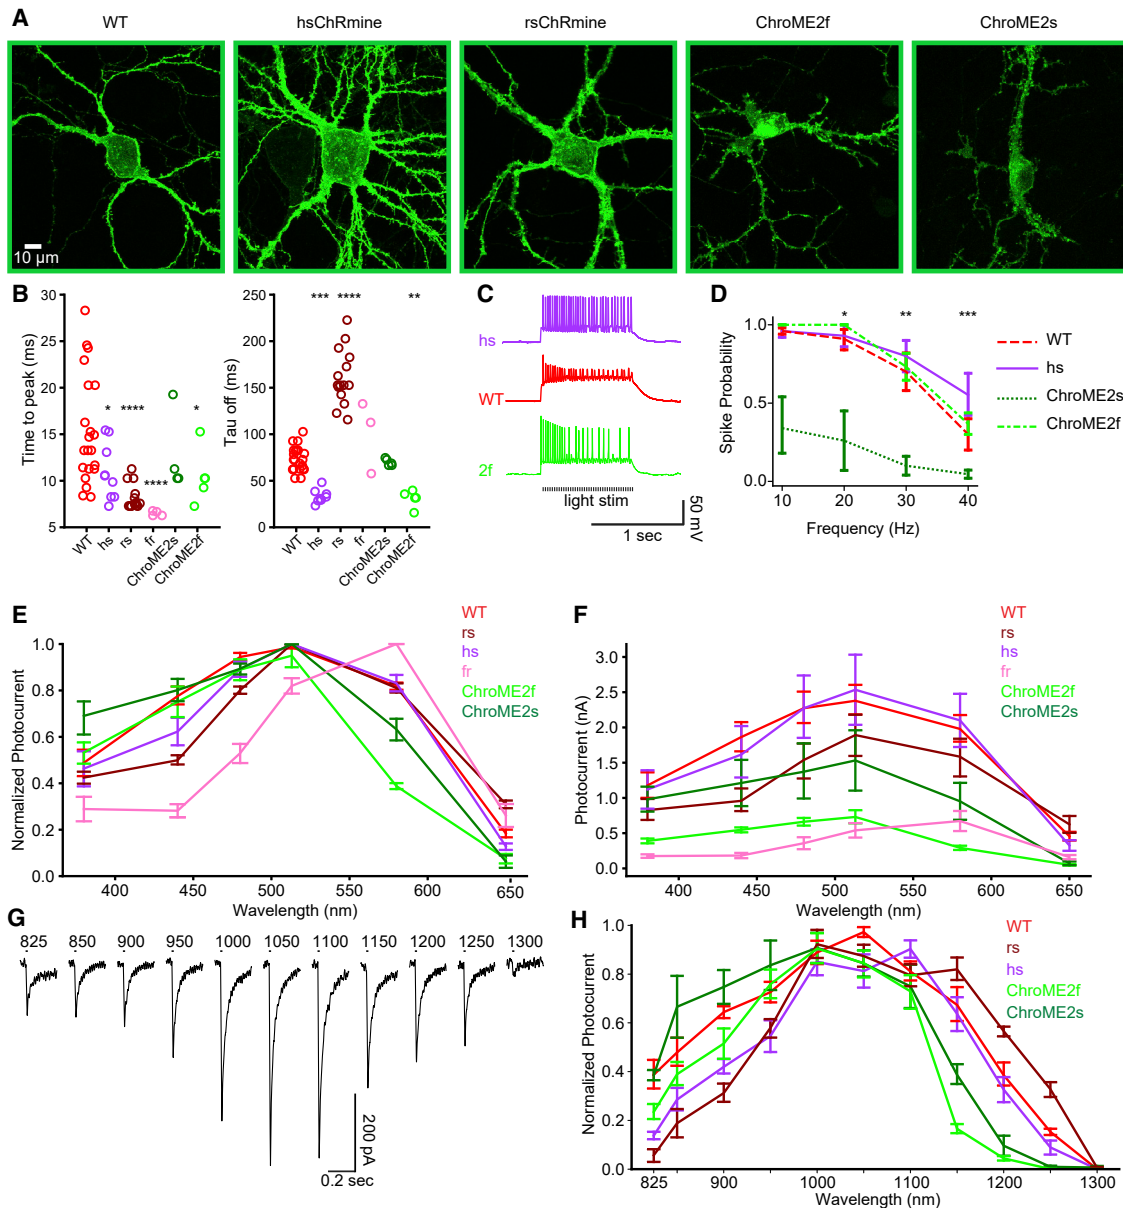 A
WT
hsChRmine
rsChRmine
ChroME2f
ChroME2s
10 µm
B
Time to peak (ms)
30
25
20
15
10
5
*
****
****
*
WT
hs
rs
fr
ChroME2s
ChroME2f
Tau off (ms)
250
200
150
100
50
0
***
****
**
WT
hs
rs
fr
ChroME2s
ChroME2f
C
hs
WT
2f
light stim
1 sec
50 mV
D
Spike Probability
1.0
0.5
0.0
*
**
***
10
20
30
40
Frequency (Hz)
WT
hs
ChroME2s
ChroME2f
E
Normalized Photocurrent
1.0
0.8
0.6
0.4
0.2
0.0
400
450
500
550
600
650
Wavelength (nm)
WT
rs
hs
fr
ChroME2f
ChroME2s
F
Photocurrent (nA)
3.0
2.5
2.0
1.5
1.0
0.5
0.0
400
450
500
550
600
650
Wavelength (nm)
WT
rs
hs
fr
ChroME2f
ChroME2s
G
825
850
900
950
1000
1050
1100
1150
1200
1250
1300
200 pA
0.2 sec
H
Normalized Photocurrent
1.0
0.8
0.6
0.4
0.2
0.0
825
900
1000
1100
1200
1300
Wavelength (nm)
WT
rs
hs
ChroME2f
ChroME2s